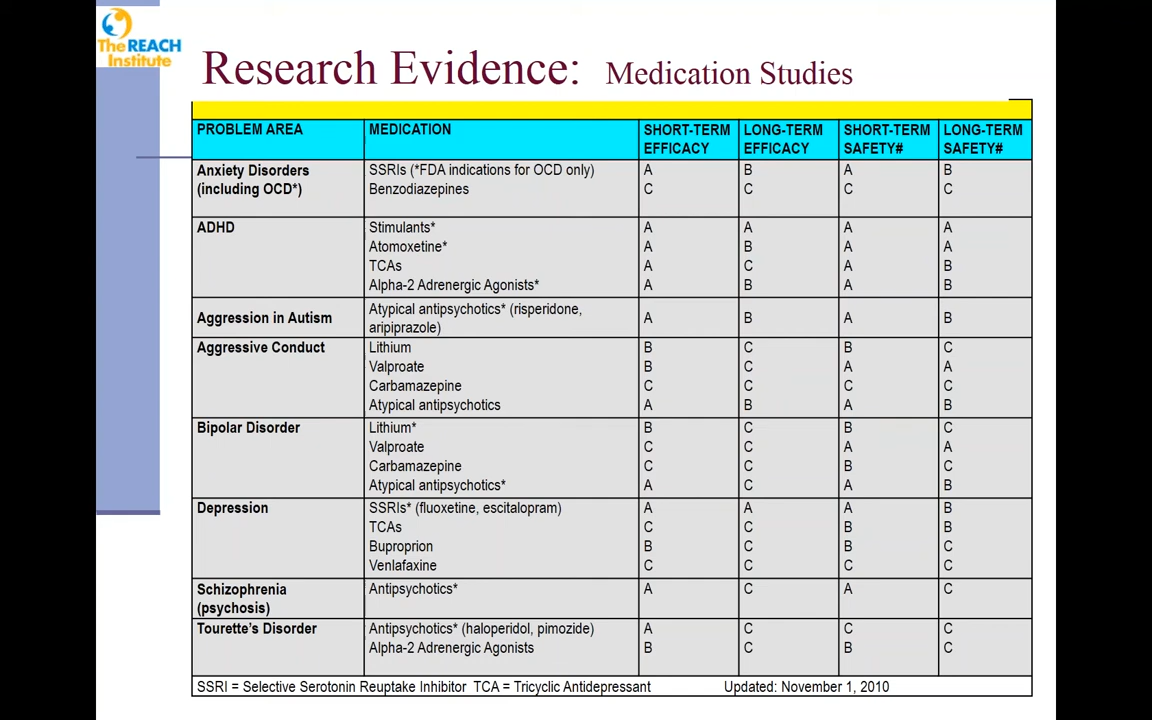 The REACH
Institute
Research Evidence: Medication Studies
PROBLEM AREA MEDICATION SHORT-TERM EFFICACY LONG-TERM EFFICACY SHORT-TERM SAFETY# LONG-TERM SAFETY#
Anxiety Disorders SSRIs (*FDA indications for OCD only) A B A B
(including OCD*) Benzodiazepines C C C C
ADHD Stimulants* A A A A
Atomoxetine* A B A A
TCAs A C A B
Alpha-2 Adrenergic Agonists* A B A B
Aggression in Autism Atypical antipsychotics* (risperidone, aripiprazole) A B A B
Aggressive Conduct Lithium B C B C
Valproate B C A A
Carbamazepine C C C C
Atypical antipsychotics A B A B
Bipolar Disorder Lithium* B C B C
Valproate C C A A
Carbamazepine C C B C
Atypical antipsychotics* A C A B
Depression SSRIs* (fluoxetine, escitalopram) A A A B
TCAs C C B B
Buproprion B C B C
Venlafaxine C C C C
Schizophrenia Antipsychotics* A C A C
(psychosis)
Tourette's Disorder Antipsychotics* (haloperidol, pimozide) A C C C
Alpha-2 Adrenergic Agonists B C B C
SSRI = Selective Serotonin Reuptake Inhibitor TCA = Tricyclic Antidepressant Updated: November 1, 2010